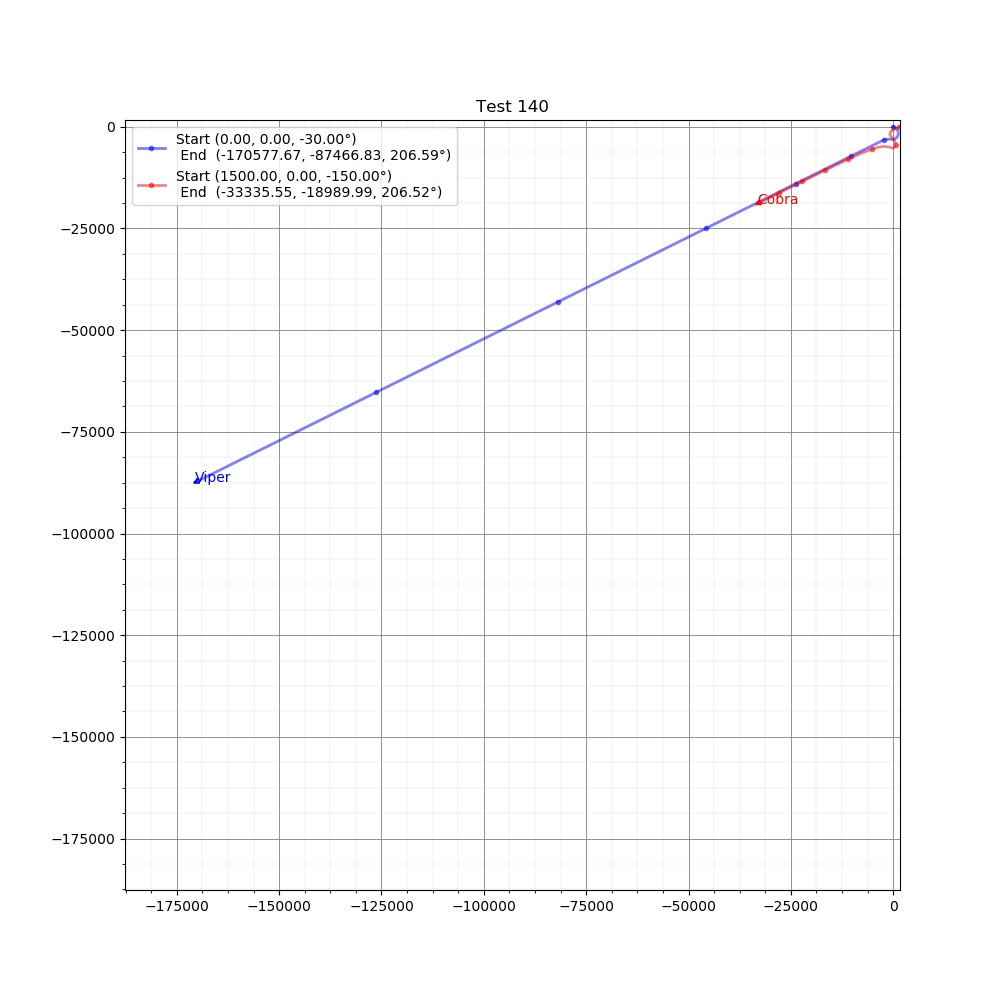 Test 140
Start (0.00, 0.00, -30.00°)
End (-170577.67, -87466.83, 206.59°)
Start (1500.00, 0.00, -150.00°)
End (-33335.55, -18989.99, 206.52°)
0
−25000
−50000
−75000
−100000
−125000
−150000
−175000
Cobra
Viper
−175000
−150000
−125000
−100000
−75000
−50000
−25000
0